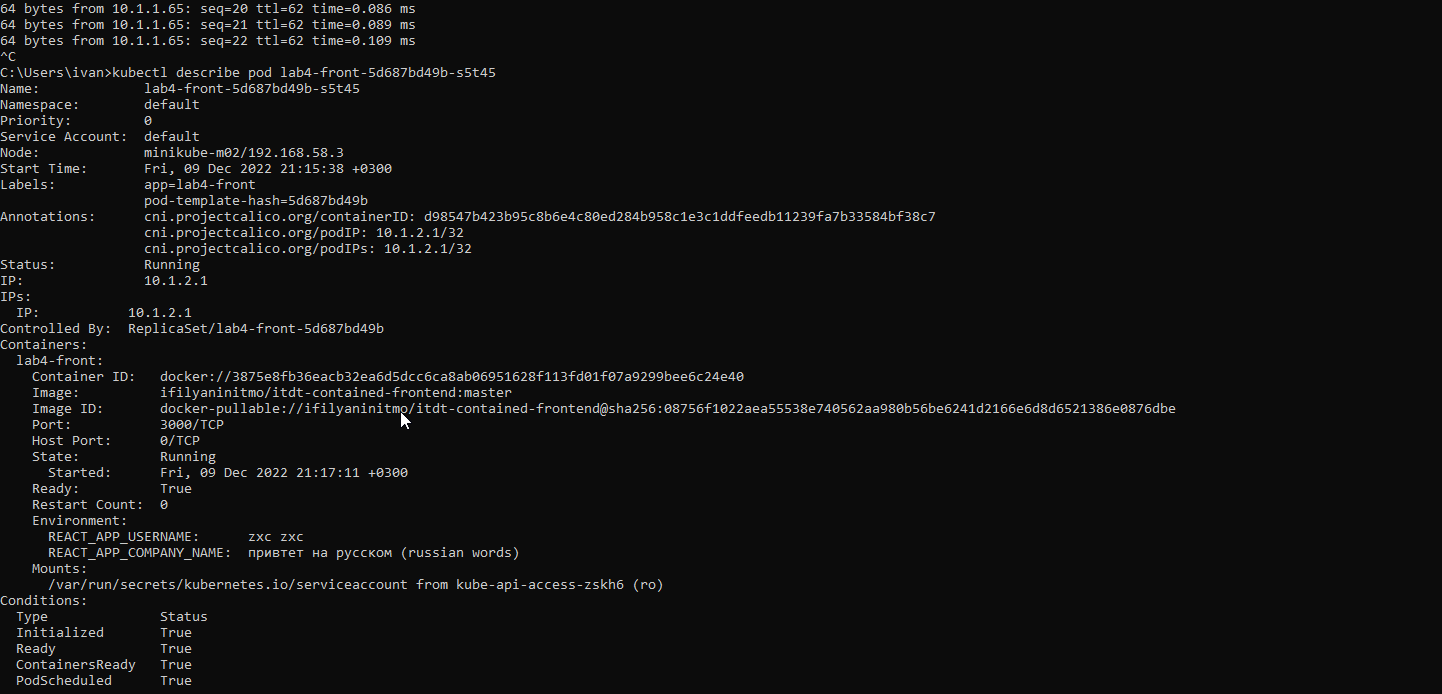 64 bytes from 10.1.1.65: seq=20 ttl=62 time=0.086 ms
64 bytes from 10.1.1.65: seq=21 ttl=62 time=0.089 ms
64 bytes from 10.1.1.65: seq=22 ttl=62 time=0.109 ms
^C
C:\Users\ivan>kubectl describe pod lab4-front-5d687bd49b-s5t45
Name:             lab4-front-5d687bd49b-s5t45
Namespace:        default
Priority:         0
Service Account:  default
Node:             minikube-m02/192.168.58.3
Start Time:       Fri, 09 Dec 2022 21:15:38 +0300
Labels:           app=lab4-front
                  pod-template-hash=5d687bd49b
Annotations:      cni.projectcalico.org/containerID: d98547b423b95c8b6e4c80ed284b958c1e3c1ddfeedb11239fa7b33584bf38c7
                  cni.projectcalico.org/podIP: 10.1.2.1/32
                  cni.projectcalico.org/podIPs: 10.1.2.1/32
Status:           Running
IP:               10.1.2.1
IPs:
  IP:           10.1.2.1
Controlled By:  ReplicaSet/lab4-front-5d687bd49b
Containers:
  lab4-front:
    Container ID:   docker://3875e8fb36eacb32ea6d5dcc6ca8ab06951628f113fd01f07a9299bee6c24e40
    Image:          ifilyaninitmo/itdt-contained-frontend:master
    Image ID:       docker-pullable://ifilyaninitmo/itdt-contained-frontend@sha256:08756f1022aea55538e740562aa980b56be6241d2166e6d8d6521386e0876dbe
    Port:           3000/TCP
    Host Port:      0/TCP
    State:          Running
      Started:      Fri, 09 Dec 2022 21:17:11 +0300
    Ready:          True
    Restart Count:  0
    Environment:
      REACT_APP_USERNAME:      zxc zxc
      REACT_APP_COMPANY_NAME:  привтет на русском (russian words)
    Mounts:
      /var/run/secrets/kubernetes.io/serviceaccount from kube-api-access-zskh6 (ro)
Conditions:
  Type              Status
  Initialized       True
  Ready             True
  ContainersReady   True
  PodScheduled      True